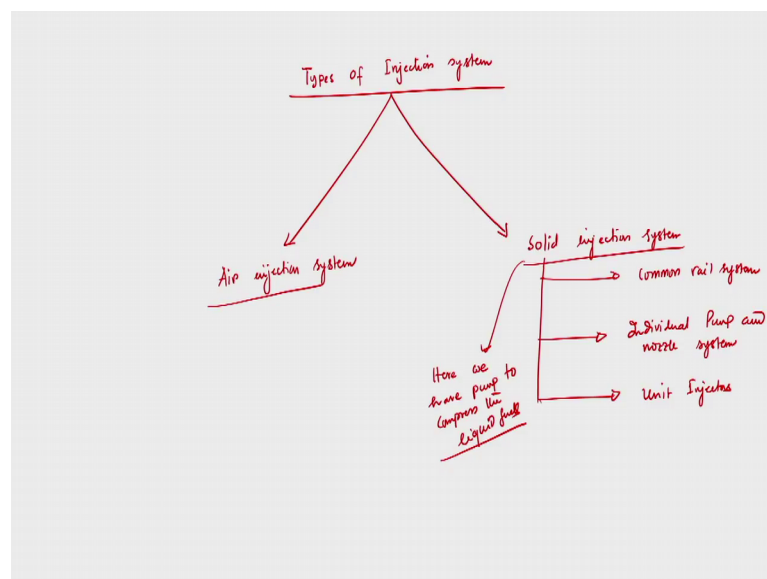 Types of Injection system
Air injection system
Solid injection system
Common rail system
Individual Pump and
nozzle system
Unit Injectors
Here we
have pump to
compress the
liquid fuel